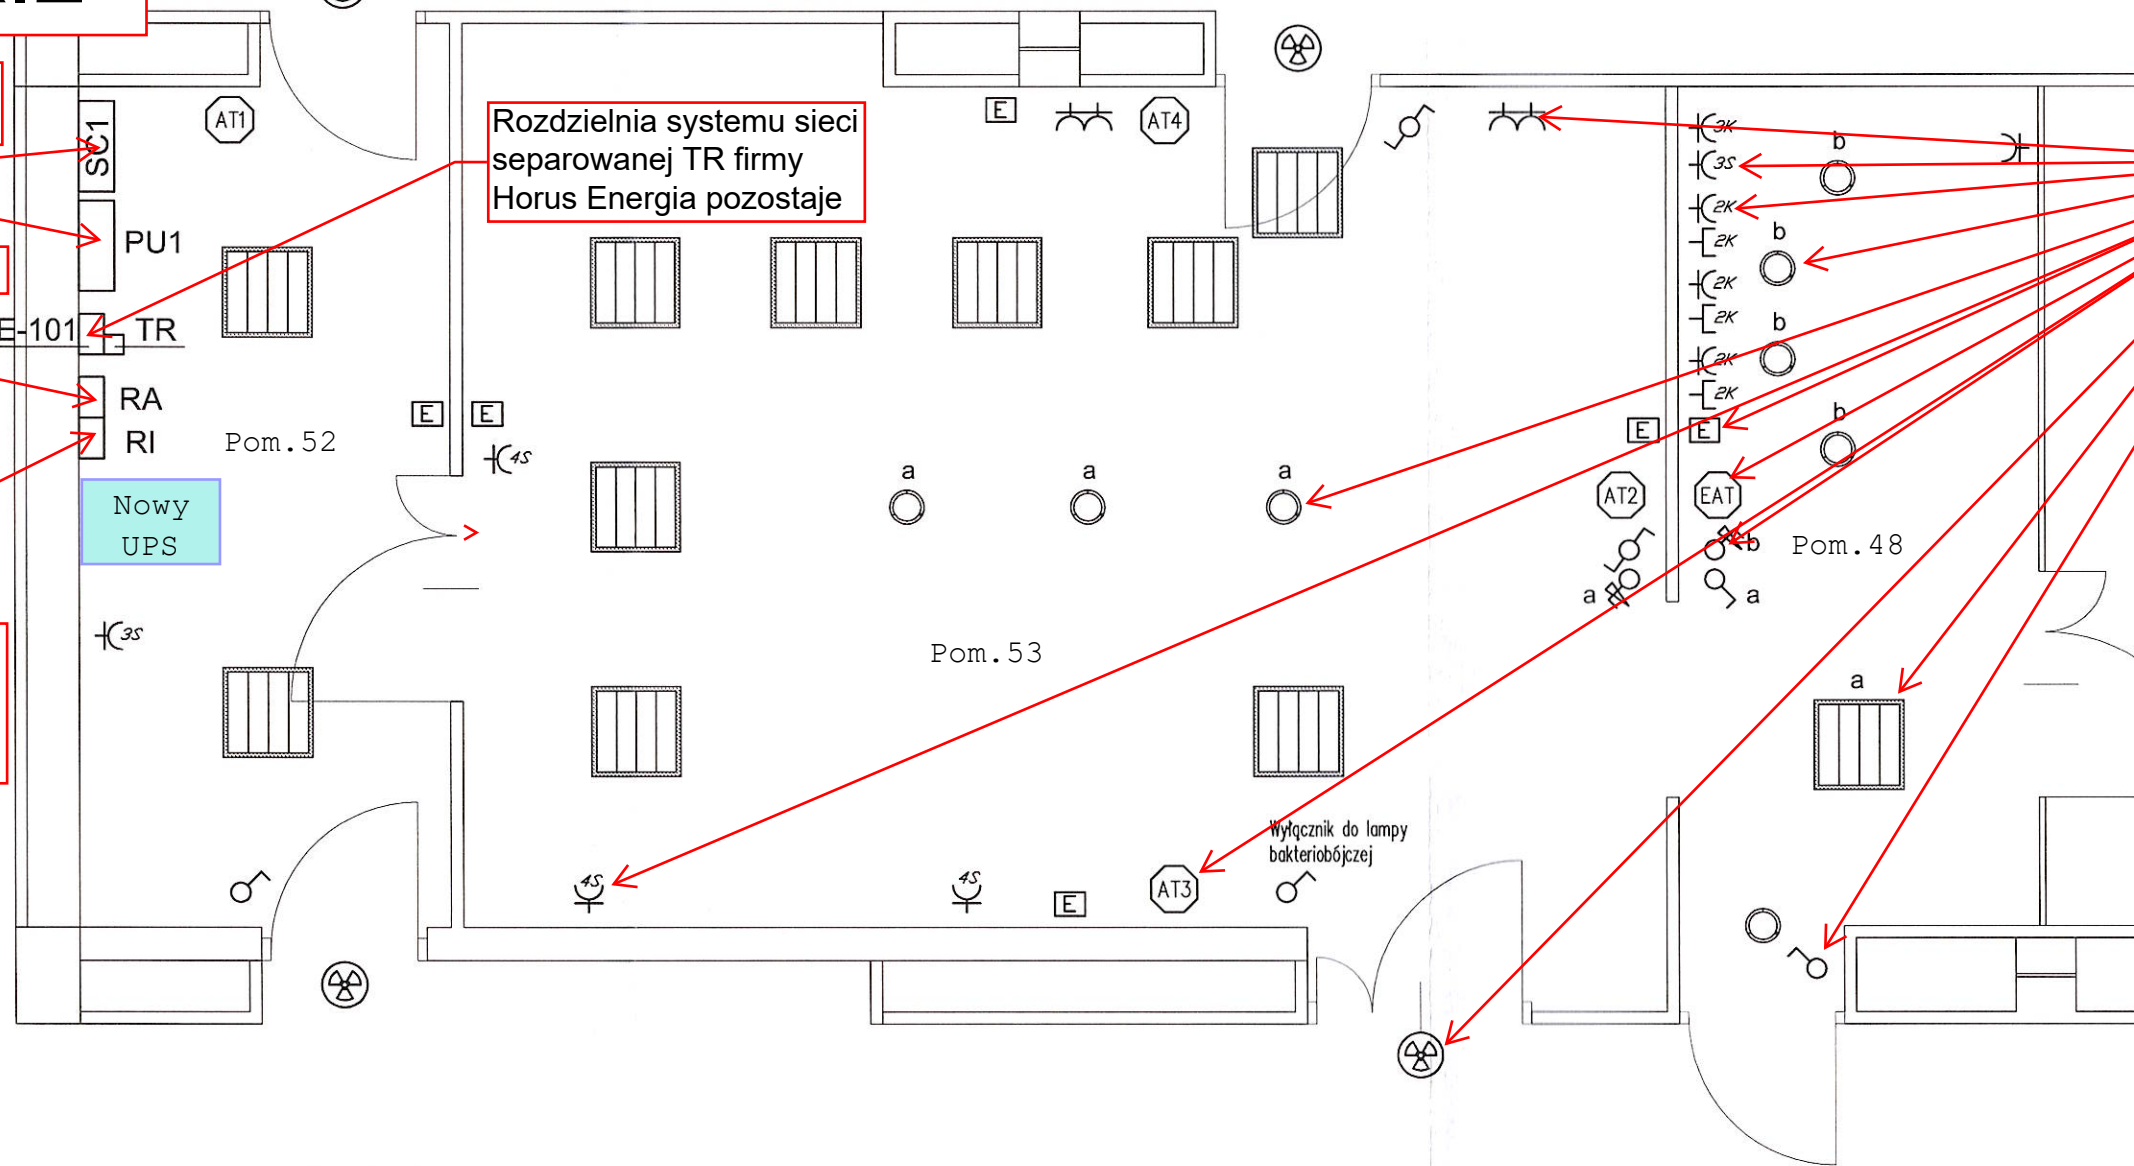 Rozdzielnia systemu sieci
separowanej TR firmy
Horus Energia pozostaje
SC1
AT1
PU1
E-101
TR
RA
RI
Pom.52
Nowy
UPS
3S
E
E
4S
E
AT4
a
a
a
Pom.53
4S
4S
E
AT3
Wyłącznik do lampy
bakteriobójczej
3K
3S
2K
2K
2K
2K
2K
2K
b
b
b
b
E
E
AT2
EAT
b
a
a
Pom.48
a